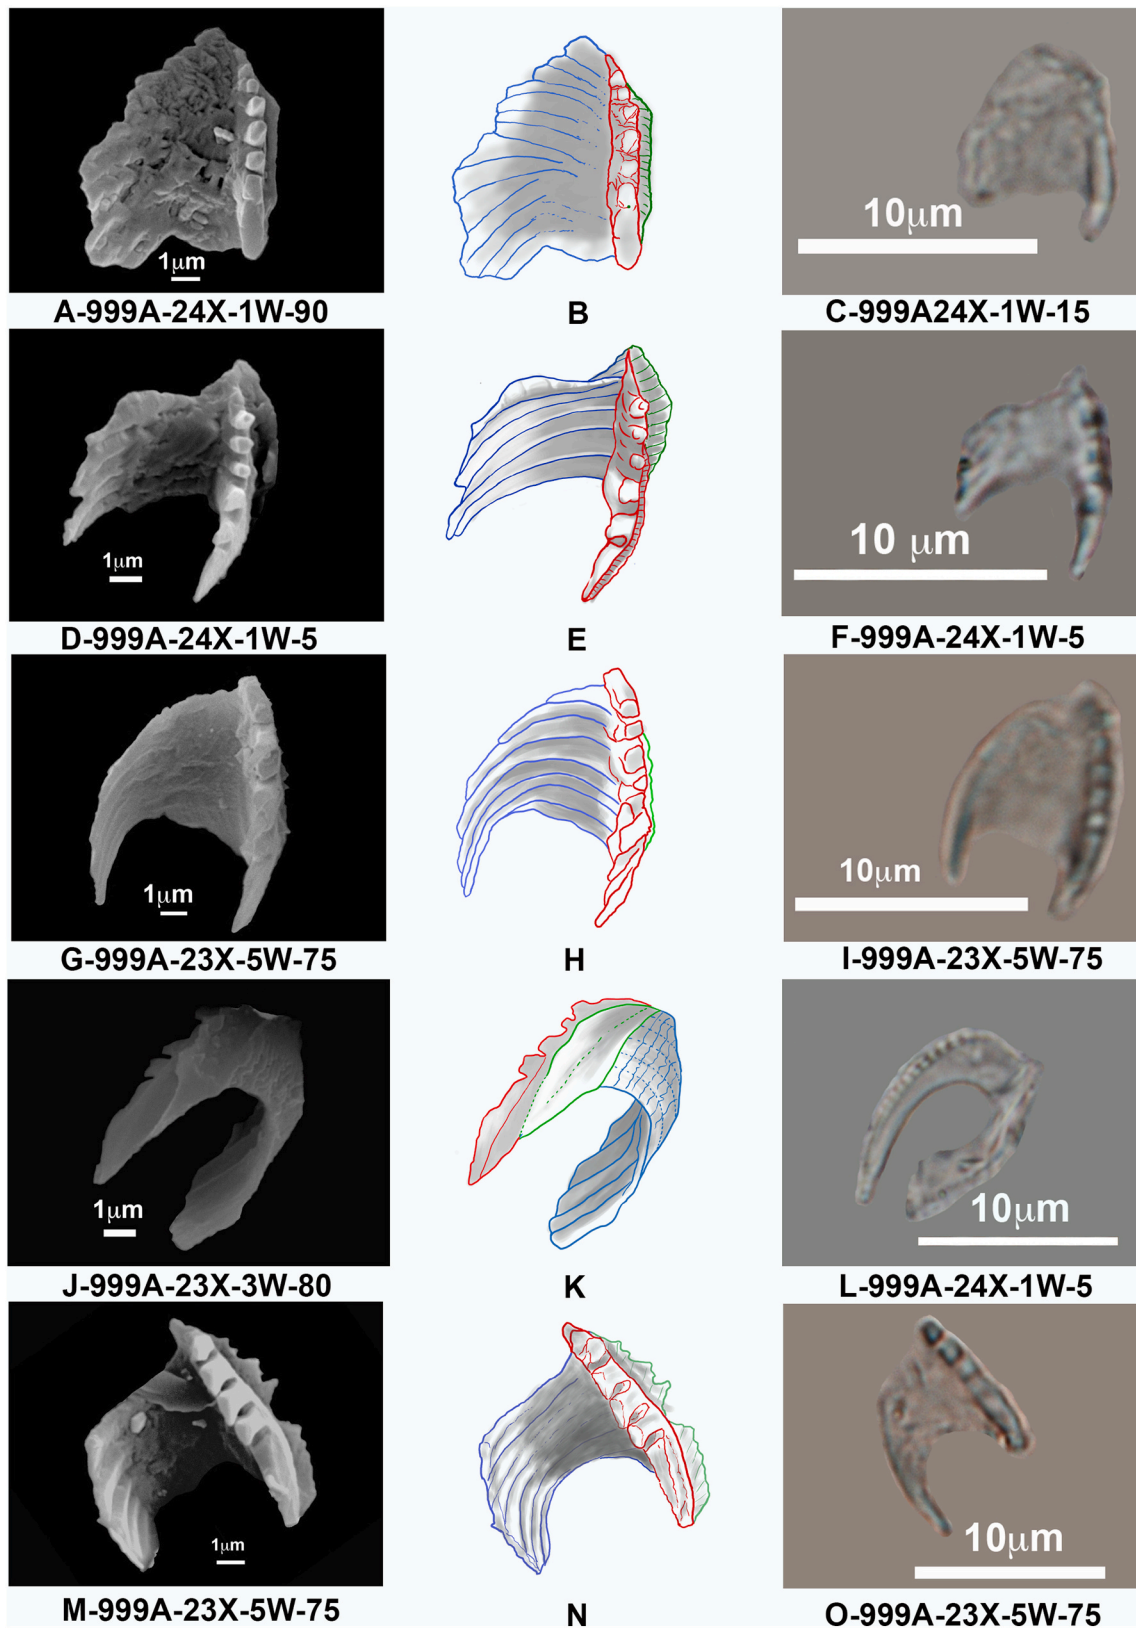 1μm
10μm
A-999A-24X-1W-90
B
C-999A24X-1W-15
1μm
10 μm
D-999A-24X-1W-5
E
F-999A-24X-1W-5
1μm
10μm
G-999A-23X-5W-75
H
I-999A-23X-5W-75
1μm
10μm
J-999A-23X-3W-80
K
L-999A-24X-1W-5
1μm
10μm
M-999A-23X-5W-75
N
O-999A-23X-5W-75